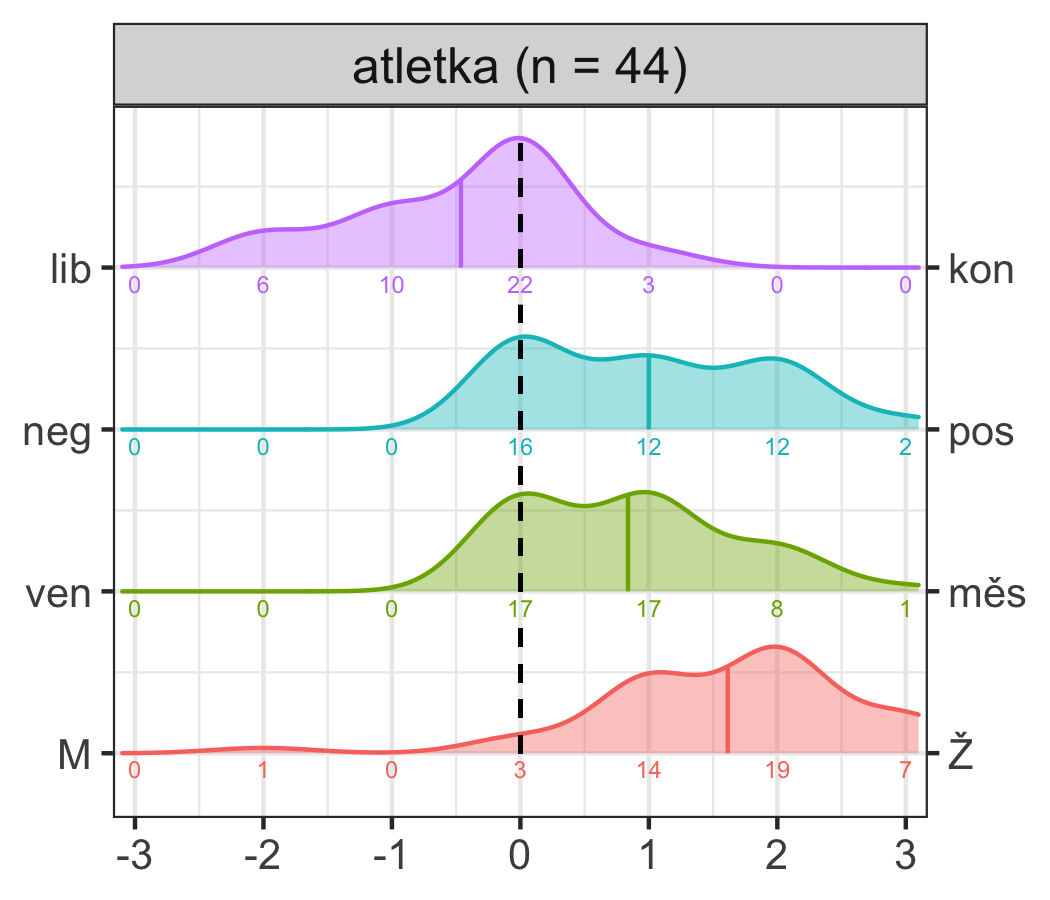 atletka (n = 44)
lib kon
0 6 10 22 3 0 0
neg pos
0 0 0 16 12 12 2
ven měs
0 0 0 17 17 8 1
M Ž
0 1 0 3 14 19 7
-3 -2 -1 0 1 2 3